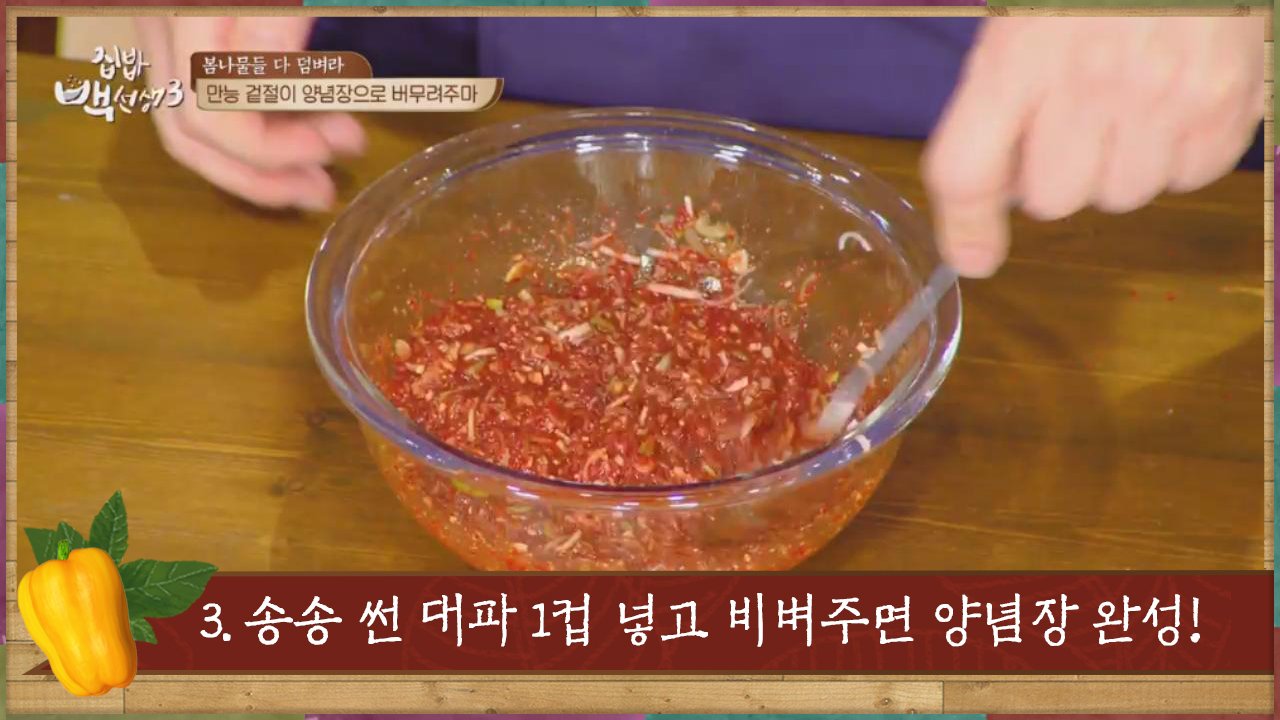 집밥
백선생3
봄나물들 다 덤벼라
만능 겉절이 양념장으로 버무려주마
3. 송송 썬 대파 1컵 넣고 비벼주면 양념장 완성!